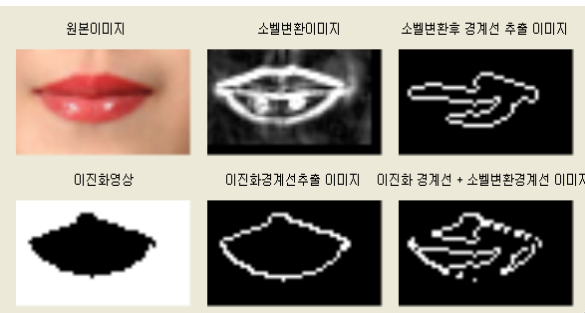 원본이미지
소벨변환이미지
소벨변환후 경계선 추출 이미지
이진화영상
이진화경계선추출 이미지
이진화 경계선 + 소벨변환경계선 이미지